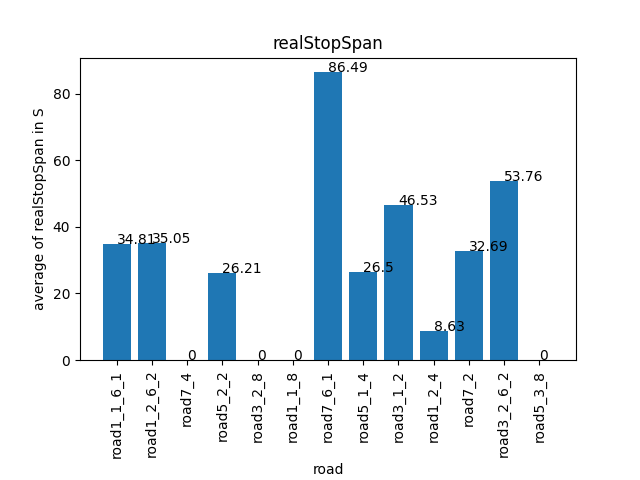 realStopSpan
average of realStopSpan in S
80
60
40
20
0
34.81
35.05
0
26.21
0
0
86.49
26.5
46.53
8.63
32.69
53.76
0
road1_1_6_1
road1_2_6_2
road7_4
road5_2_2
road3_2_8
road1_1_8
road7_6_1
road5_1_4
road3_1_2
road1_2_4
road7_2
road3_2_6_2
road5_3_8
road